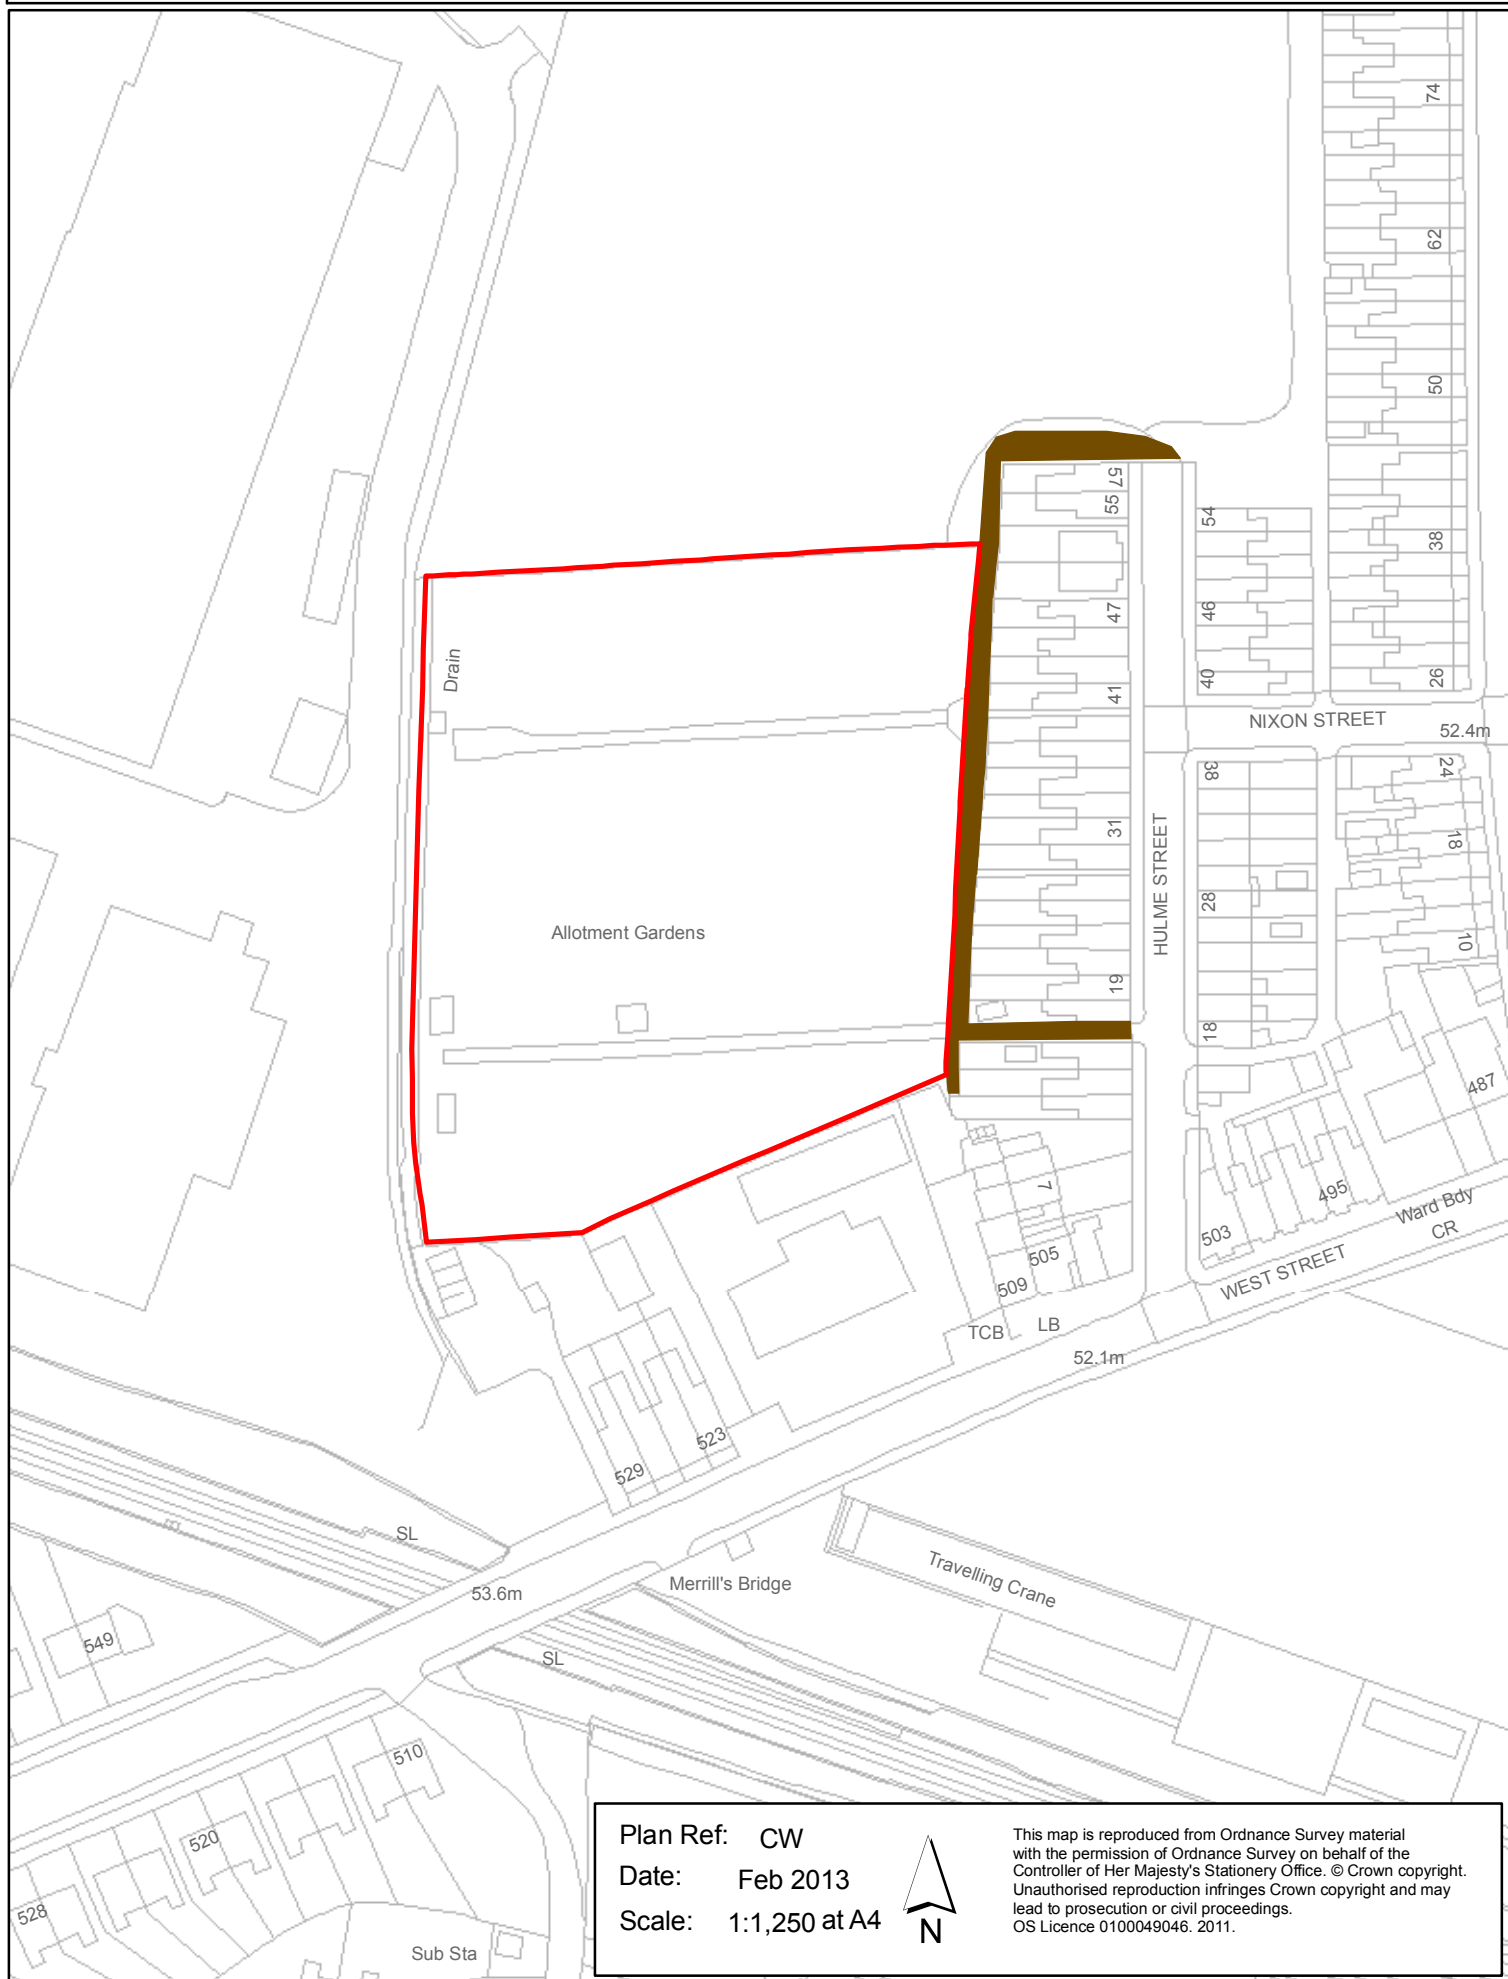 74
62
50
57
55
54
38
47
46
41
40
26
Drain
NIXON STREET
52.4m
38
24
31
18
HULME STREET
28
Allotment Gardens
10
19
18
487
7
495
Ward Bdy
503
CR
505
WEST STREET
509
TCB
LB
52.1m
523
529
SL
Travelling Crane
Merrill's Bridge
53.6m
549
SL
510
520
528
Sub Sta
Plan Ref: CW
Date: Feb 2013
Scale: 1:1,250 at A4
N
This map is reproduced from Ordnance Survey material
with the permission of Ordnance Survey on behalf of the
Controller of Her Majesty's Stationery Office. © Crown copyright.
Unauthorised reproduction infringes Crown copyright and may
lead to prosecution or civil proceedings.
OS Licence 0100049046. 2011.